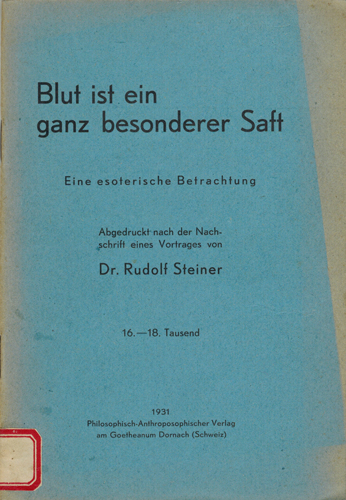 Blut ist ein
ganz besonderer Saft
Eine esoterische Betrachtung
Abgedruckt nach der Nach-
schrift eines Vortrages von
Dr. Rudolf Steiner
16.—18. Tausend
1931
Philosophisch-Anthroposophischer Verlag
am Goetheanum Dornach (Schweiz)